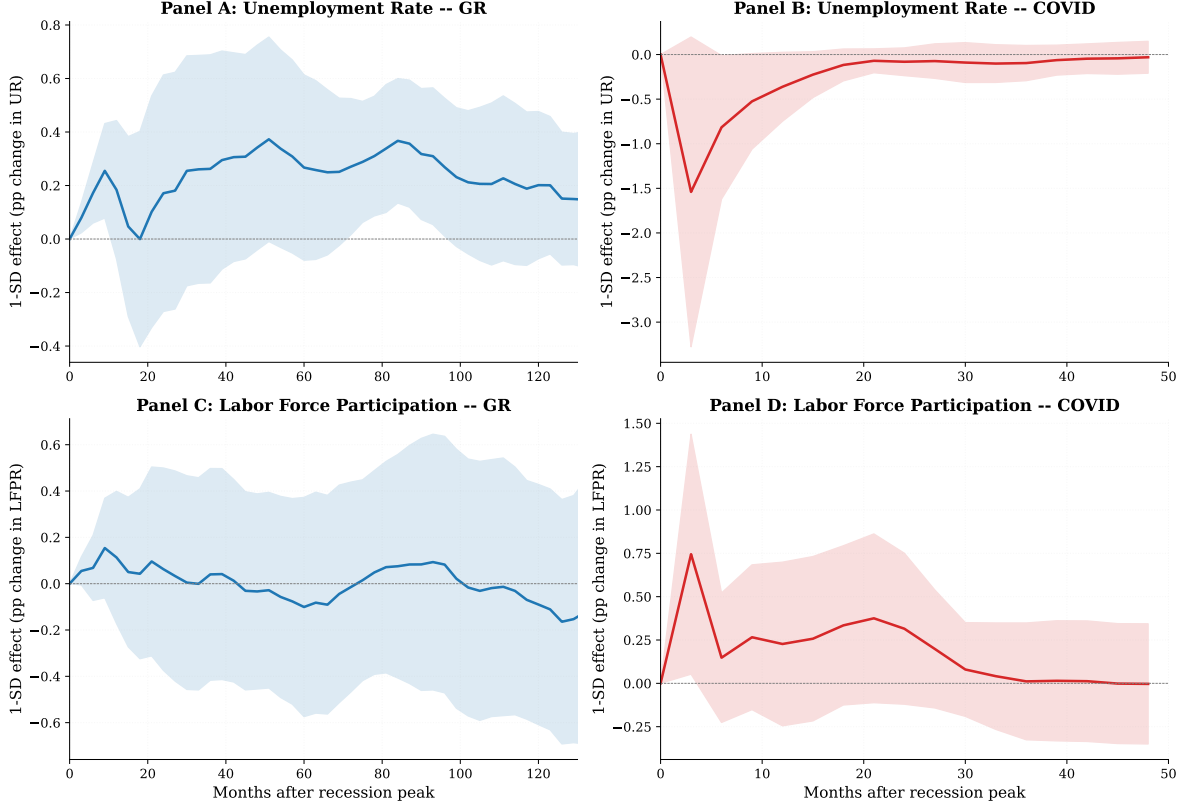 Panel A: Unemployment Rate -- GR
1-SD effect (pp change in UR)
0.8
0.6
0.4
0.2
0.0
−0.2
−0.4
0 20 40 60 80 100 120
Panel B: Unemployment Rate -- COVID
1-SD effect (pp change in UR)
0.0
−0.5
−1.0
−1.5
−2.0
−2.5
−3.0
0 10 20 30 40 50
Panel C: Labor Force Participation -- GR
1-SD effect (pp change in LFPR)
0.6
0.4
0.2
0.0
−0.2
−0.4
−0.6
0 20 40 60 80 100 120
Months after recession peak
Panel D: Labor Force Participation -- COVID
1-SD effect (pp change in LFPR)
1.50
1.25
1.00
0.75
0.50
0.25
0.00
−0.25
0 10 20 30 40 50
Months after recession peak